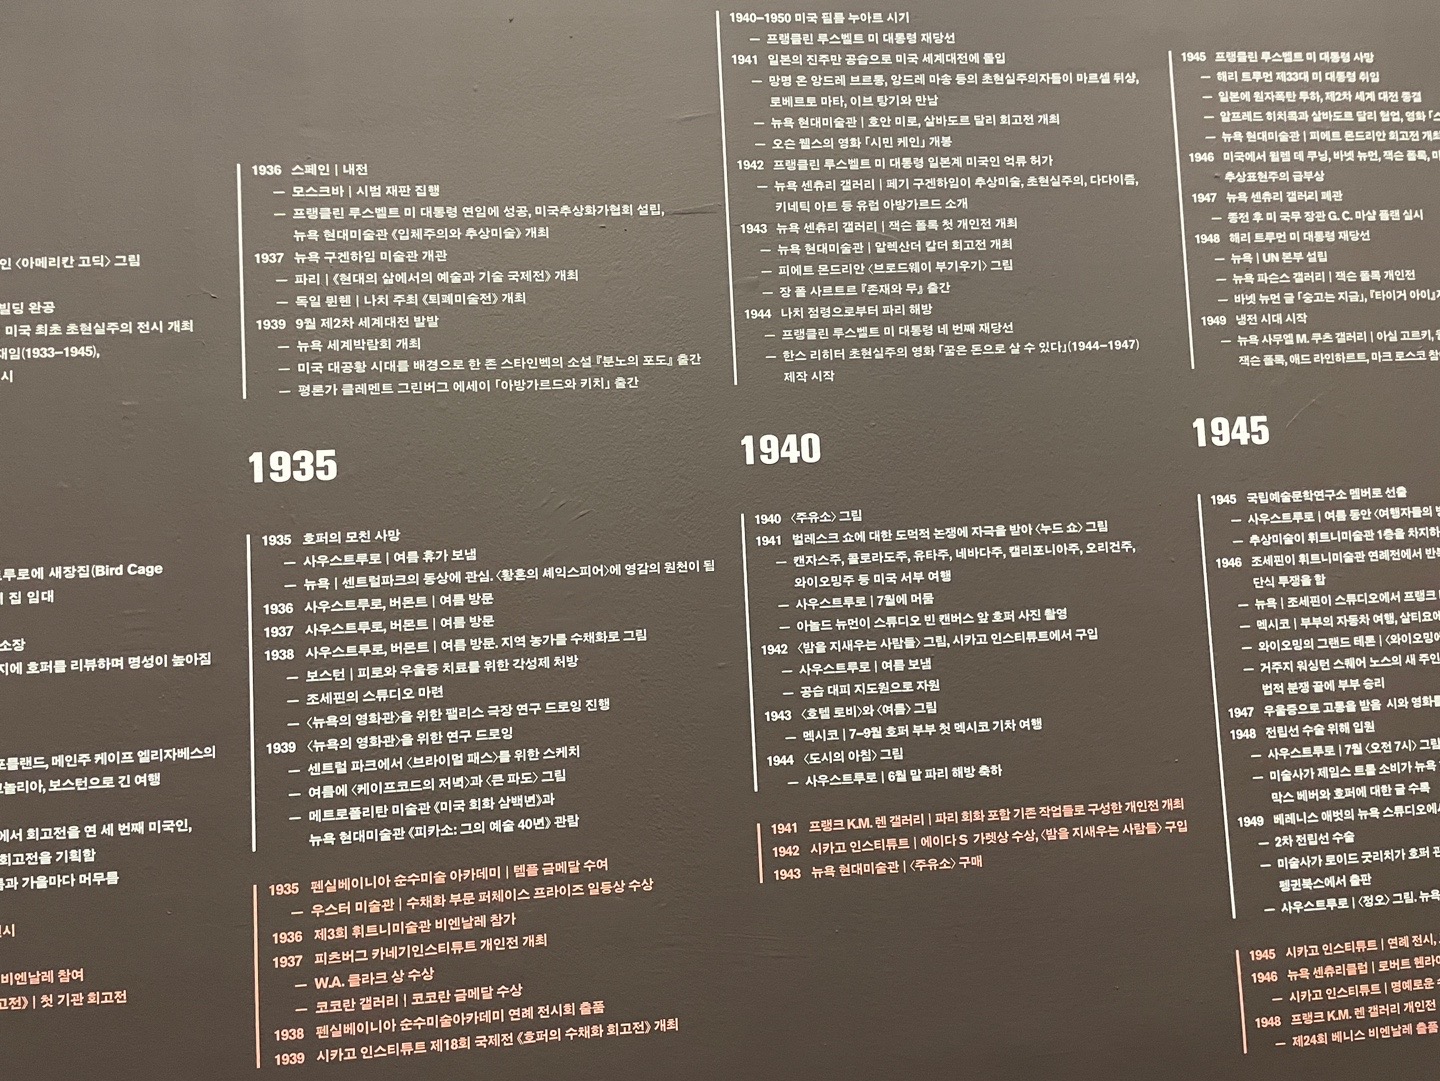 인 〈아메리칸 고딕〉 그림
빌딩 완공
미국 최초 초현실주의 전시 개최
재임(1933–1945),
시
루로에 새장집(Bird Cage
집 임대
소장
지에 호퍼를 리뷰하며 명성이 높아짐
포틀랜드, 메인주 케이프 엘리자베스의
보스턴으로 긴 여행
에서 회고전을 연 세 번째 미국인,
회고전을 기획함
가을마다 머무름
전시
비엔날레 참여
고전》 | 첫 기관 회고전
1936 스페인 | 내전
— 모스크바 | 시범 재판 집행
— 프랭클린 루스벨트 미 대통령 연임에 성공, 미국추상화가협회 설립,
뉴욕 현대미술관 《입체주의와 추상미술》 개최
1937 뉴욕 구겐하임 미술관 개관
— 파리 | 《현대의 삶에서의 예술과 기술 국제전》 개최
— 독일 뮌헨 | 나치 주최 《퇴폐미술전》 개최
1939 9월 제2차 세계대전 발발
— 뉴욕 세계박람회 개최
— 미국 대공황 시대를 배경으로 한 존 스타인벡의 소설 『분노의 포도』 출간
— 평론가 클레멘트 그린버그 에세이 「아방가르드와 키치」 출간
1935
1935 호퍼의 모친 사망
— 사우스트루로 | 여름 휴가 보냄
— 뉴욕 | 센트럴파크의 동상에 관심. 〈황혼의 셰익스피어〉에 영감의 원천이 됨
1936 사우스트루로, 버몬트 | 여름 방문
1937 사우스트루로, 버몬트 | 여름 방문
1938 사우스트루로, 버몬트 | 여름 방문. 지역 농가를 수채화로 그림
— 보스턴 | 피로와 우울증 치료를 위한 각성제 처방
— 조세핀의 스튜디오 마련
— 〈뉴욕의 영화관〉을 위한 팰리스 극장 연구 드로잉 진행
1939 〈뉴욕의 영화관〉을 위한 연구 드로잉
— 센트럴 파크에서 〈브라이덜 패스〉를 위한 스케치
— 여름에 〈케이프코드의 저녁〉과 〈큰 파도〉 그림
— 메트로폴리탄 미술관 《미국 회화 삼백년》과
뉴욕 현대미술관 《피카소: 그의 예술 40년》 관람
1935 펜실베이니아 순수미술 아카데미 | 템플 금메달 수여
— 우스터 미술관 | 수채화 부문 퍼체이스 프라이즈 일등상 수상
1936 제3회 휘트니미술관 비엔날레 참가
1937 피츠버그 카네기인스티튜트 개인전 개최
— W.A. 클라크 상 수상
— 코코란 갤러리 | 코코란 금메달 수상
1938 펜실베이니아 순수미술아카데미 연례 전시회 출품
1939 시카고 인스티튜트 제18회 국제전 《호퍼의 수채화 회고전》 개최
1940–1950 미국 필름 누아르 시기
— 프랭클린 루스벨트 미 대통령 재당선
1941 일본의 진주만 공습으로 미국 세계대전에 돌입
— 망명 온 앙드레 브르통, 앙드레 마송 등의 초현실주의자들이 마르셀 뒤샹,
로베르토 마타, 이브 탕기와 만남
— 뉴욕 현대미술관 | 호안 미로, 살바도르 달리 회고전 개최
— 오슨 웰스의 영화 「시민 케인」 개봉
1942 프랭클린 루스벨트 미 대통령 일본계 미국인 억류 허가
— 뉴욕 센츄리 갤러리 | 페기 구겐하임이 추상미술, 초현실주의, 다다이즘,
키네틱 아트 등 유럽 아방가르드 소개
1943 뉴욕 센츄리 갤러리 | 잭슨 폴록 첫 개인전 개최
— 뉴욕 현대미술관 | 알렉산더 칼더 회고전 개최
— 피에트 몬드리안 〈브로드웨이 부기우기〉 그림
— 장 폴 사르트르 『존재와 무』 출간
1944 나치 점령으로부터 파리 해방
— 프랭클린 루스벨트 미 대통령 네 번째 재당선
— 한스 리히터 초현실주의 영화 「꿈은 돈으로 살 수 있다」(1944–1947)
제작 시작
1940
1940 〈주유소〉 그림
1941 벌레스크 쇼에 대한 도덕적 논쟁에 자극을 받아 〈누드 쇼〉 그림
— 캔자스주, 콜로라도주, 유타주, 네바다주, 캘리포니아주, 오리건주,
와이오밍주 등 미국 서부 여행
— 사우스트루로 | 7월에 머뭄
— 아놀드 뉴먼이 스튜디오 빈 캔버스 앞 호퍼 사진 촬영
1942 〈밤을 지새우는 사람들〉 그림, 시카고 인스티튜트에서 구입
— 사우스트루로 | 여름 보냄
— 공습 대피 지도원으로 자원
1943 〈호텔 로비〉와 〈여름〉 그림
— 멕시코 | 7–9월 호퍼 부부 첫 멕시코 기차 여행
1944 〈도시의 아침〉 그림
— 사우스트루로 | 6월 말 파리 해방 축하
1941 프랭크 K.M. 렌 갤러리 | 파리 회화 포함 기존 작업들로 구성한 개인전 개최
1942 시카고 인스티튜트 | 에이다 S 가렛상 수상, 〈밤을 지새우는 사람들〉 구입
1943 뉴욕 현대미술관 | 〈주유소〉 구매
1945 프랭클린 루스벨트 미 대통령 사망
— 해리 트루먼 제33대 미 대통령 취임
— 일본에 원자폭탄 투하, 제2차 세계 대전 종결
— 알프레드 히치콕과 살바도르 달리 협업, 영화 「스
— 뉴욕 현대미술관 | 피에트 몬드리안 회고전 개최
1946 미국에서 윌렘 데 쿠닝, 바넷 뉴먼, 잭슨 폴록,
추상표현주의 급부상
1947 뉴욕 센츄리 갤러리 폐관
— 종전 후 미 국무 장관 G. C. 마샬 플랜 실시
1948 해리 트루먼 미 대통령 재당선
— 뉴욕 | UN 본부 설립
— 뉴욕 파슨스 갤러리 | 잭슨 폴록 개인전
— 바넷 뉴먼 글 「숭고는 지금」, 『타이거 아이』
1949 냉전 시대 시작
— 뉴욕 사무엘 M. 쿠츠 갤러리 | 아실 고르키,
잭슨 폴록, 애드 라인하르트, 마크 로스코
1945
1945 국립예술문학연구소 멤버로 선출
— 사우스트루로 | 여름 동안 〈여행자들의
— 추상미술이 휘트니미술관 1층을 차지하
1946 조세핀이 휘트니미술관 연례전에서
단식 투쟁을 함
— 뉴욕 | 조세핀이 스튜디오에서 프랭크
— 멕시코 | 부부의 자동차 여행,
— 와이오밍의 그랜드 테톤 | 〈와이오밍에
— 거주지 워싱턴 스퀘어 노스의 새 주인
법적 분쟁 끝에 부부 승리
1947 우울증으로 고통을 받음 시와 영화를
1948 전립선 수술 위해 입원
— 사우스트루로 | 7월 〈오전 7시〉 그림
— 미술사가 제임스 트롤 소비가 뉴욕
막스 베버와 호퍼에 대한 글 수록
1949 베레니스 애벗의 뉴욕 스튜디오에서
— 2차 전립선 수술
— 미술사가 로이드 굿리치가 호퍼
펭귄북스에서 출판
— 사우스트루로 | 〈정오〉 그림. 뉴욕
1945 시카고 인스티튜트 | 연례 전시,
1946 뉴욕 센츄리클럽 | 로버트 헨라이
— 시카고 인스티튜트 | 명예로운
1948 프랭크 K.M. 렌 갤러리 개인전
— 제24회 베니스 비엔날레 출품